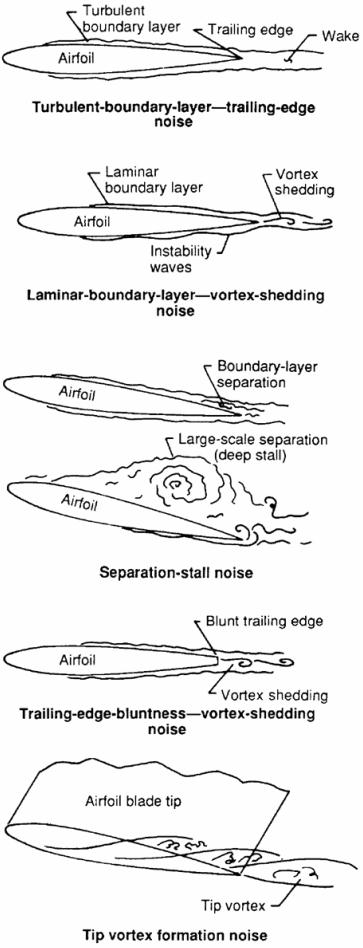 Turbulent
boundary layer
Trailing edge
Wake
Airfoil
Turbulent-boundary-layer—trailing-edge
noise
Laminar
boundary layer
Vortex
shedding
Airfoil
Instability
waves
Laminar-boundary-layer—vortex-shedding
noise
Boundary-layer
separation
Airfoil
Large-scale separation
(deep stall)
Airfoil
Separation-stall noise
Blunt trailing edge
Airfoil
Vortex shedding
Trailing-edge-bluntness—vortex-shedding
noise
Airfoil blade tip
Tip vortex
Tip vortex formation noise